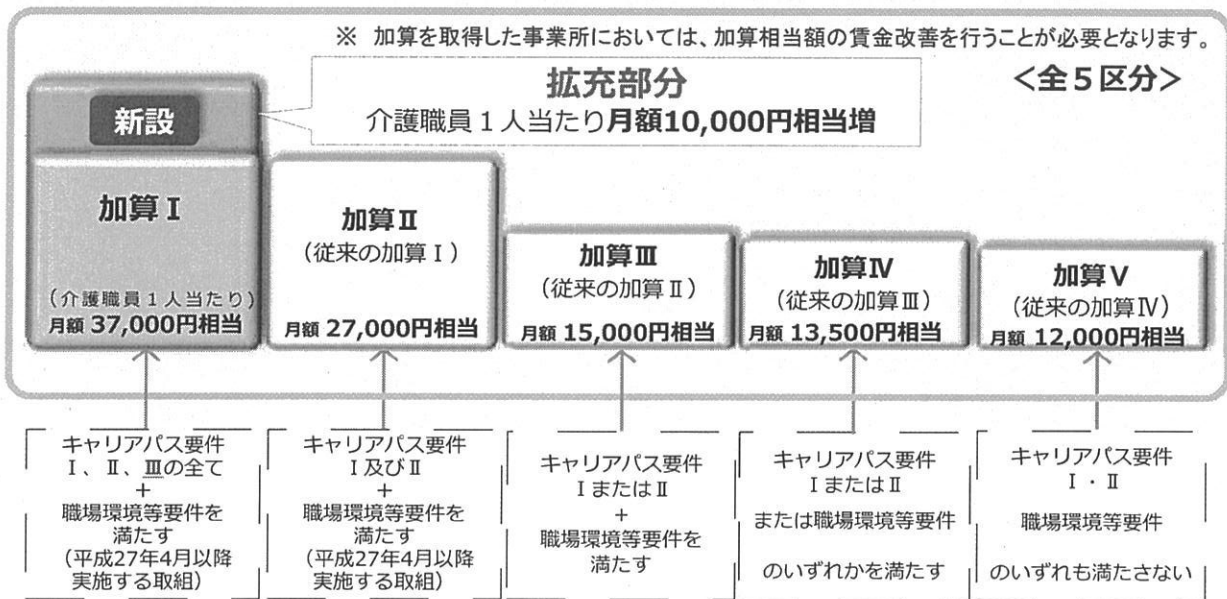 ※ 加算を取得した事業所においては、加算相当額の賃金改善を行うことが必要となります。
<全5区分>
拡充部分
介護職員1人当たり月額10,000円相当増
新設
加算Ⅰ
(介護職員1人当たり)
月額 37,000円相当
加算Ⅱ
(従来の加算Ⅰ)
月額 27,000円相当
加算Ⅲ
(従来の加算Ⅱ)
月額 15,000円相当
加算Ⅳ
(従来の加算Ⅲ)
月額 13,500円相当
加算Ⅴ
(従来の加算Ⅳ)
月額 12,000円相当
キャリアパス要件
Ⅰ、Ⅱ、Ⅲの全て
+
職場環境等要件を
満たす
(平成27年4月以降
実施する取組)
キャリアパス要件
Ⅰ及びⅡ
+
職場環境等要件を
満たす
(平成27年4月以降
実施する取組)
キャリアパス要件
ⅠまたはⅡ
+
職場環境等要件を
満たす
キャリアパス要件
ⅠまたはⅡ
または職場環境等要件
のいずれかを満たす
キャリアパス要件
Ⅰ・Ⅱ
職場環境等要件
のいずれも満たさない